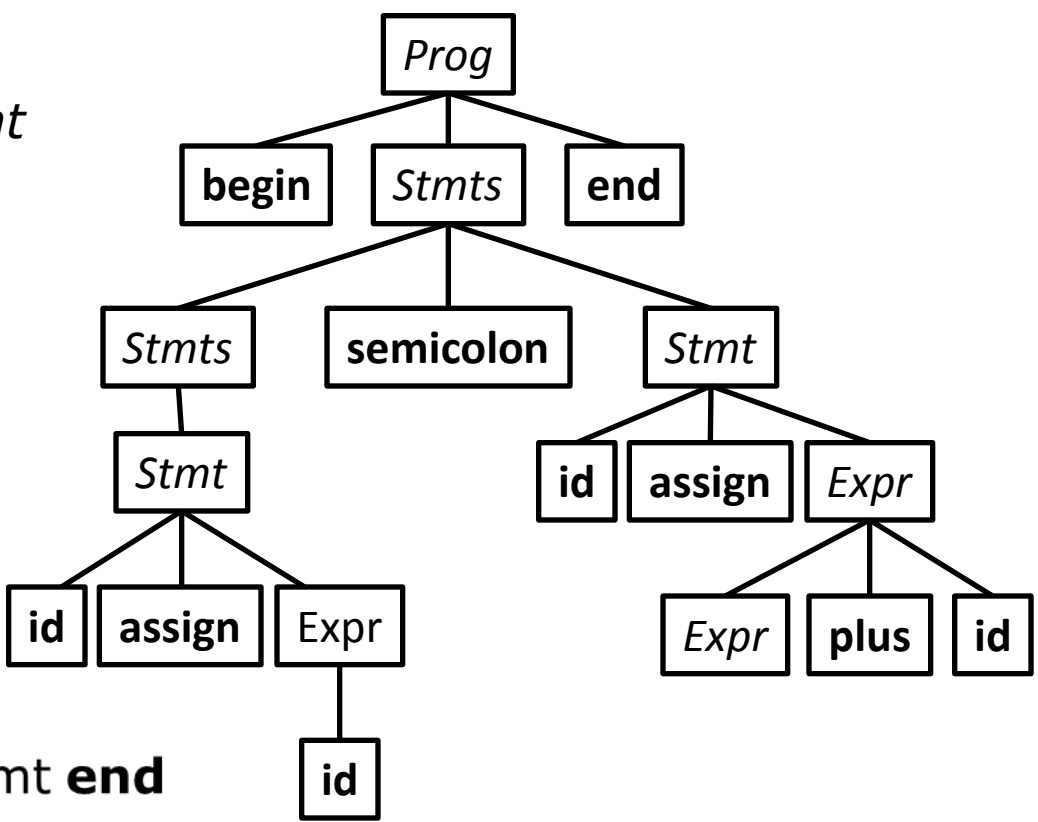 Prog
begin Stmts end
Stmts semicolon Stmt
Stmt
id assign Expr
id assign Expr
Expr plus id
id
end